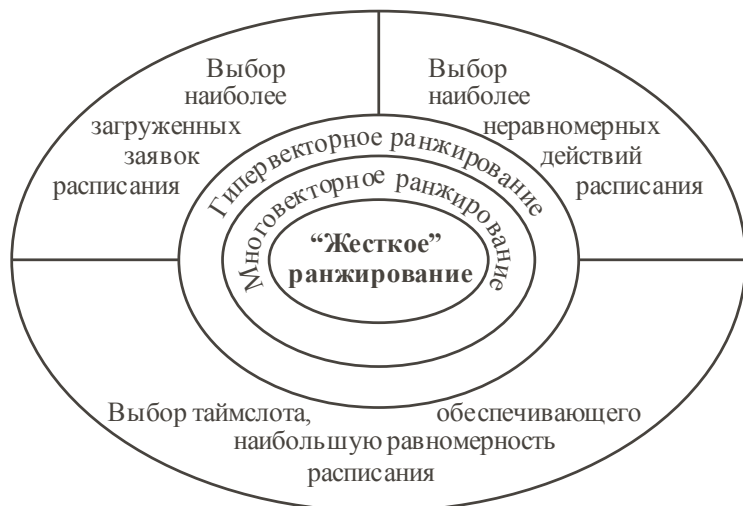 Выбор
наиболее
загруженных
заявок
расписания
Выбор
наиболее
неравномерных
действий
расписания
Гипервекторное ранжирование
Многовекторное ранжирование
“Жесткое”
ранжирование
Выбор таймслота, обеспечивающего
наибольшую равномерность
расписания